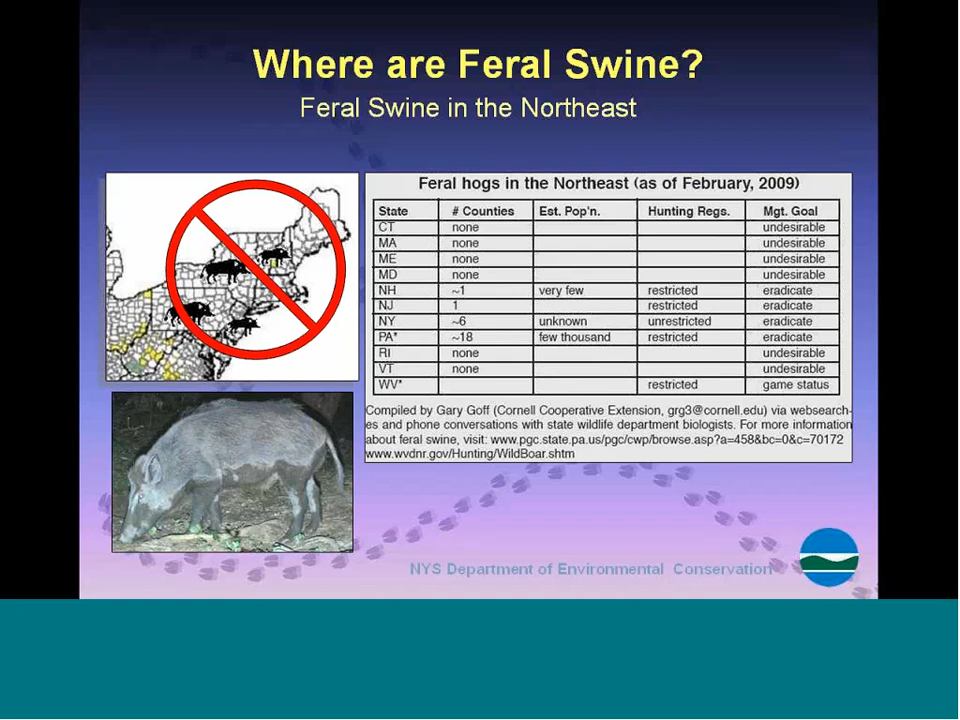 Where are Feral Swine?
Feral Swine in the Northeast
Feral hogs in the Northeast (as of February, 2009)
State # Counties Est. Pop'n. Hunting Regs. Mgt. Goal
CT none undesirable
MA none undesirable
ME none undesirable
MD none undesirable
NH ~1 very few restricted eradicate
NJ 1 restricted eradicate
NY ~6 unknown unrestricted eradicate
PA* ~18 few thousand restricted eradicate
RI none undesirable
VT none undesirable
WV* restricted game status
Compiled by Gary Goff (Cornell Cooperative Extension, grg3@cornell.edu) via websearch-
es and phone conversations with state wildlife department biologists. For more information
about feral swine, visit: www.pgc.state.pa.us/pgc/cwp/browse.asp?a=458&bc=0&c=70172
www.wvdnr.gov/Hunting/WildBoar.shtm
NYS Department of Environmental Conservation